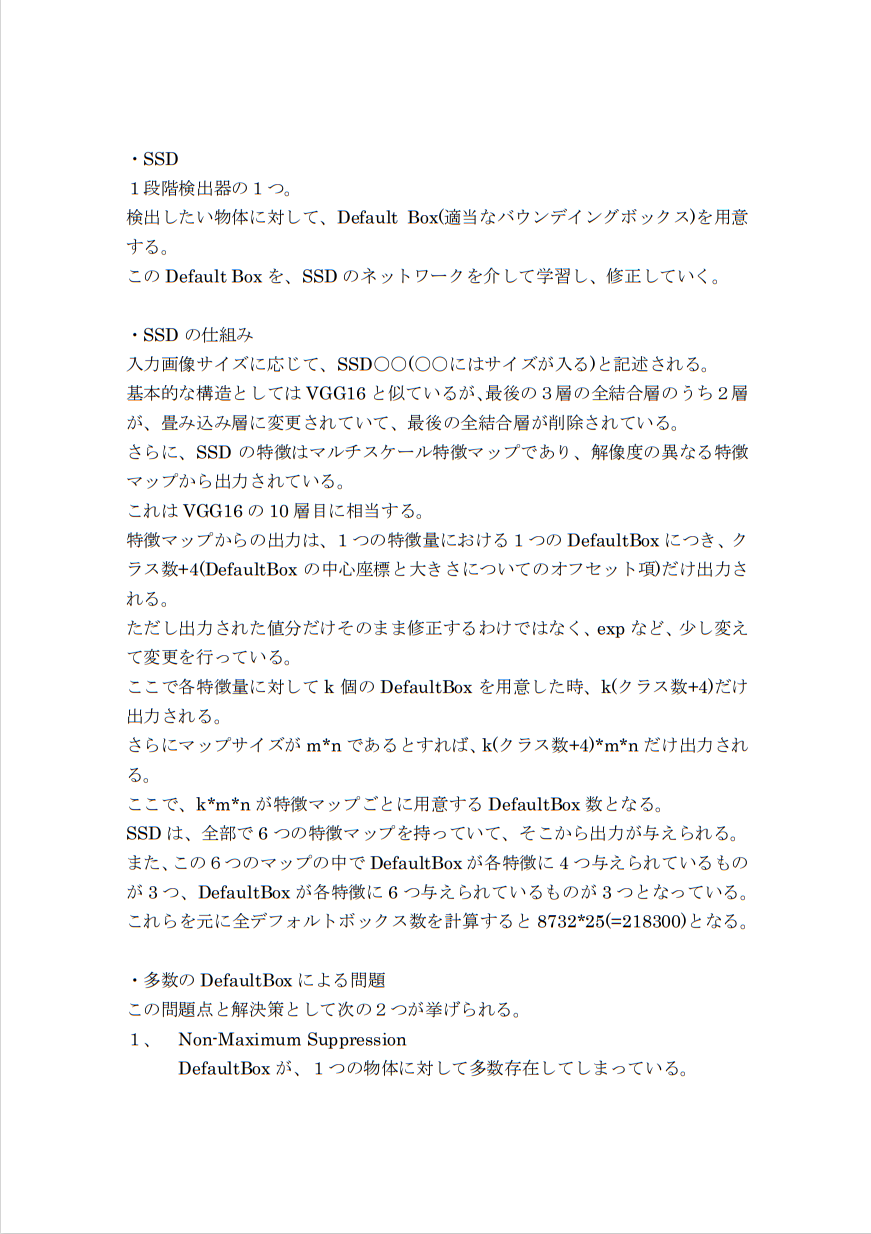 ・SSD
１段階検出器の１つ。
検出したい物体に対して、Default Box(適当なバウンデイングボックス)を用意
する。
この Default Box を、SSD のネットワークを介して学習し、修正していく。
・SSD の仕組み
入力画像サイズに応じて、SSD〇〇(〇〇にはサイズが入る)と記述される。
基本的な構造としては VGG16 と似ているが、最後の３層の全結合層のうち２層
が、畳み込み層に変更されていて、最後の全結合層が削除されている。
さらに、SSD の特徴はマルチスケール特徴マップであり、解像度の異なる特徴
マップから出力されている。
これは VGG16 の 10 層目に相当する。
特徴マップからの出力は、１つの特徴量における１つの DefaultBox につき、ク
ラス数+4(DefaultBox の中心座標と大きさについてのオフセット項)だけ出力さ
れる。
ただし出力された値分だけそのまま修正するわけではなく、exp など、少し変え
て変更を行っている。
ここで各特徴量に対して k 個の DefaultBox を用意した時、k(クラス数+4)だけ
出力される。
さらにマップサイズが m*n であるとすれば、k(クラス数+4)*m*n だけ出力され
る。
ここで、k*m*n が特徴マップごとに用意する DefaultBox 数となる。
SSD は、全部で 6 つの特徴マップを持っていて、そこから出力が与えられる。
また、この６つのマップの中で DefaultBox が各特徴に 4 つ与えられているもの
が 3 つ、DefaultBox が各特徴に 6 つ与えられているものが 3 つとなっている。
これらを元に全デフォルトボックス数を計算すると 8732*25(=218300)となる。
・多数の DefaultBox による問題
この問題点と解決策として次の２つが挙げられる。
１、 Non-Maximum Suppression
DefaultBox が、１つの物体に対して多数存在してしまっている。